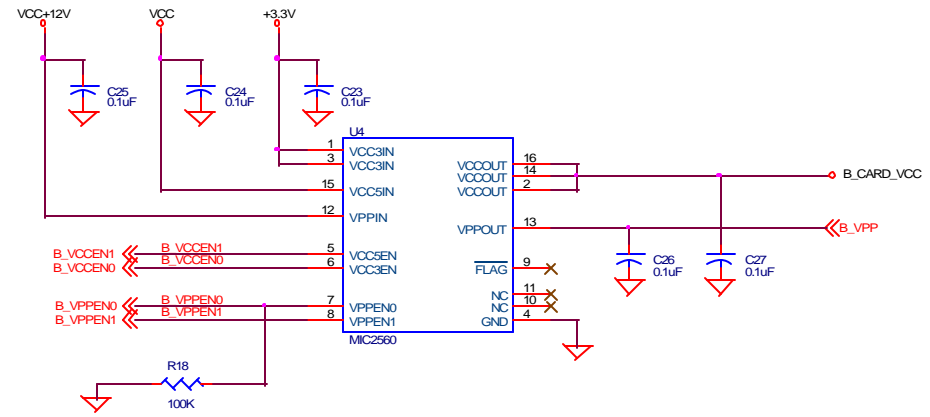 VCC+12V
VCC
+3.3V
C25
0.1uF
C24
0.1uF
C23
0.1uF
U4
1
VCC3IN
3
VCC3IN
15
VCC5IN
12
VPPIN
B_VCCEN1
B_VCCEN1
5
VCC5EN
B_VCCEN0
B_VCCEN0
6
VCC3EN
B_VPPEN0
B_VPPEN0
7
VPPEN0
B_VPPEN1
B_VPPEN1
8
VPPEN1
VCCOUT
16
VCCOUT
14
VCCOUT
2
B_CARD_VCC
VPPOUT
13
B_VPP
FLAG
9
NC
11
NC
10
GND
4
C26
0.1uF
C27
0.1uF
MIC2560
R18
100K